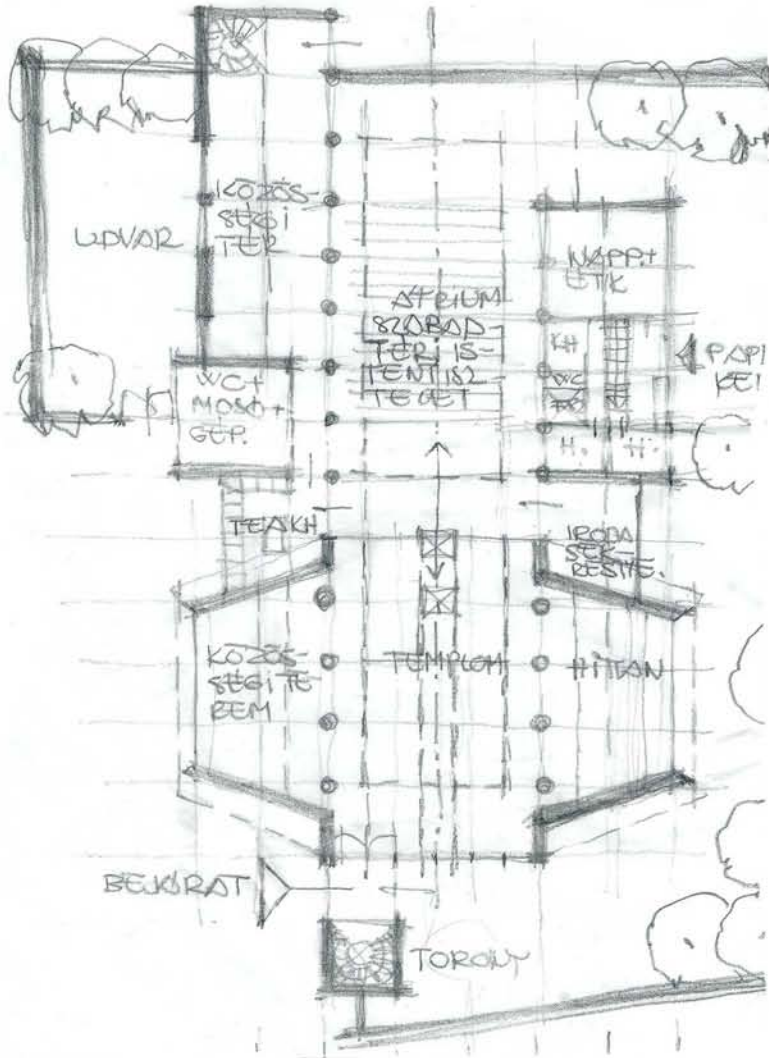 UDVAR
KÖZÖS-
SÉGI
TÉR
NAPP.+
ÉTK
ÁTRIUM
SZABAD-
TÉRI IS-
TENTISZ
TELET
KH
WC
PAPI
WC+
MOSÓ+
GÉP.
H.
H.
TEAKH
IRODA
SEK-
RESTYE.
KÖZÖS-
SÉGI TE-
REM
TEMPLOM
HITTAN
BEJÁRAT
TORONY